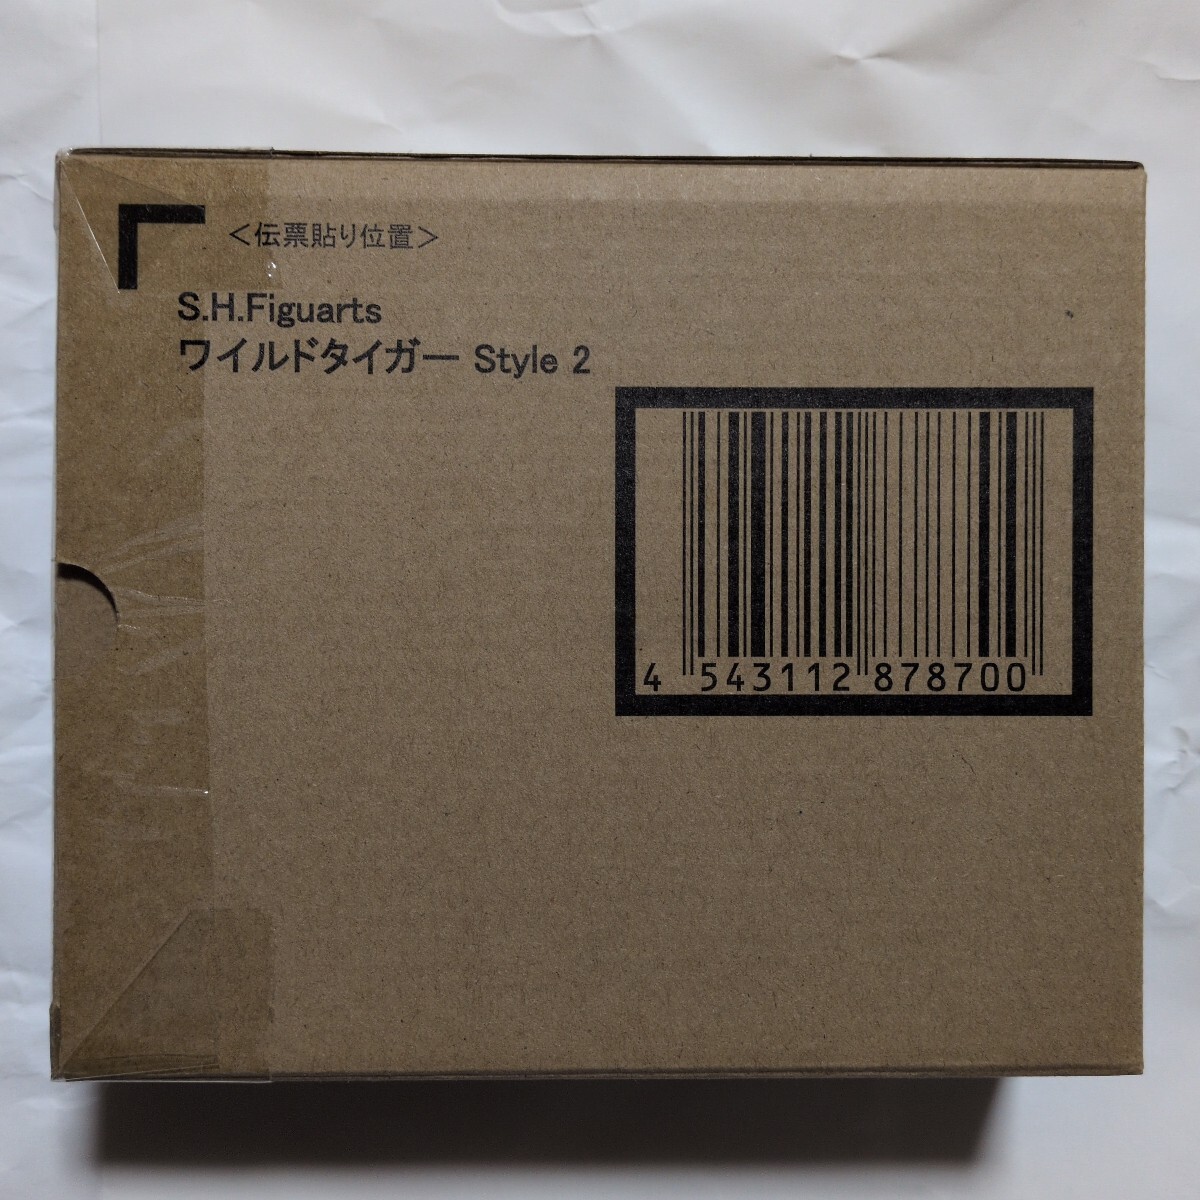 <伝票貼り位置>
S.H.Figuarts
ワイルドタイガー Style 2
4 543112 878700